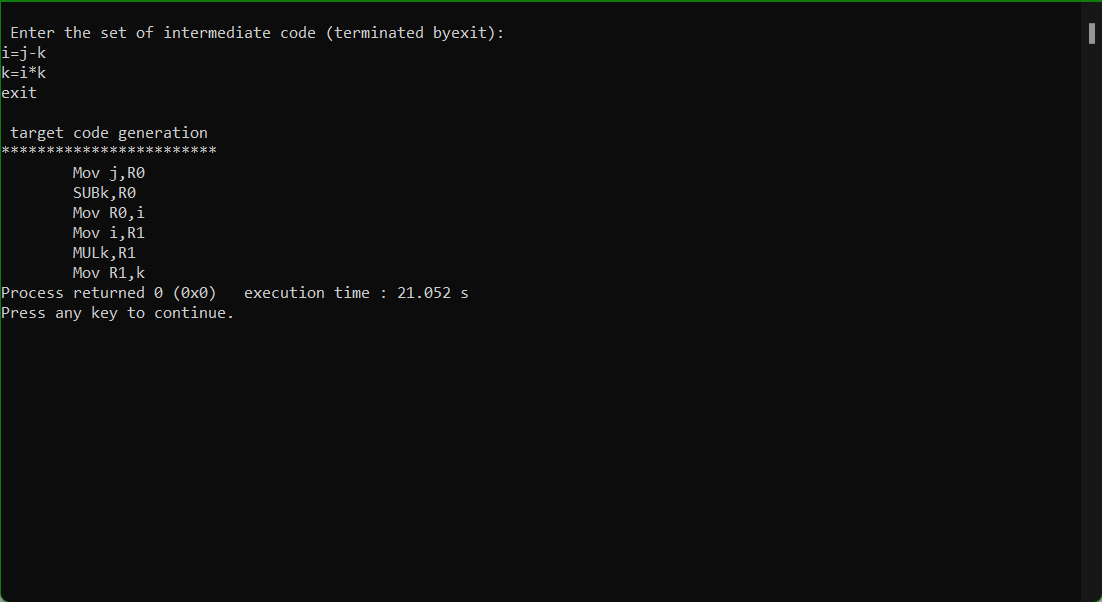 Enter the set of intermediate code (terminated byexit):
i=j-k
k=i*k
exit
target code generation
************************
Mov j,R0
SUBk,R0
Mov R0,i
Mov i,R1
MULk,R1
Mov R1,k
Process returned 0 (0x0)   execution time : 21.052 s
Press any key to continue.